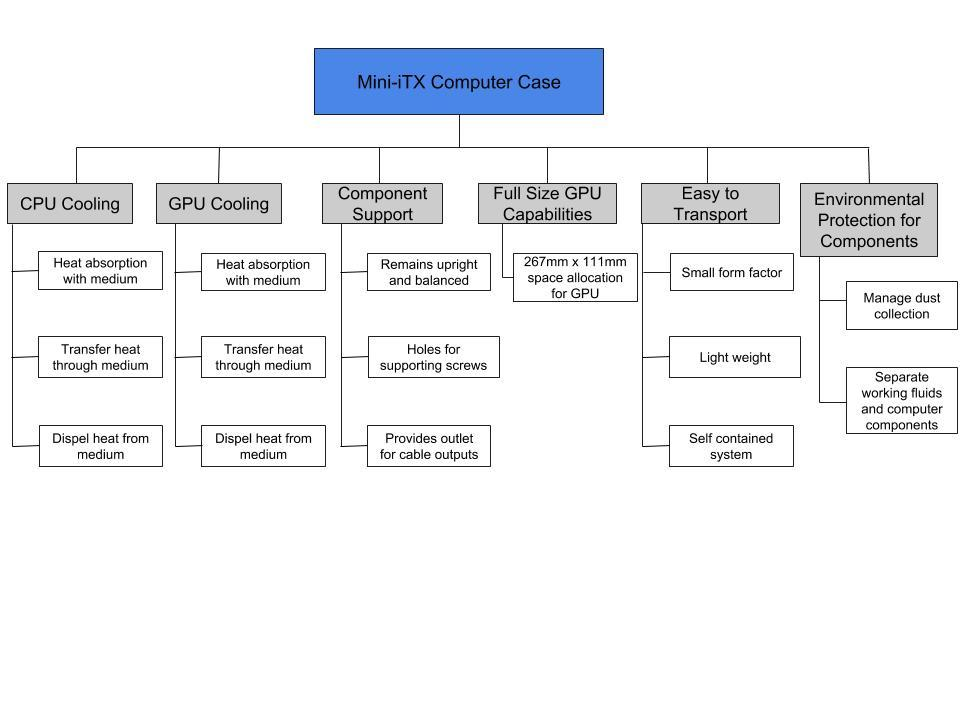 Mini-iTX Computer Case
CPU Cooling
Heat absorption
with medium
Transfer heat
through medium
Dispel heat from
medium
GPU Cooling
Heat absorption
with medium
Transfer heat
through medium
Dispel heat from
medium
Component
Support
Remains upright
and balanced
Holes for
supporting screws
Provides outlet
for cable outputs
Full Size GPU
Capabilities
267mm x 111mm
space allocation
for GPU
Easy to
Transport
Small form factor
Light weight
Self contained
system
Environmental
Protection for
Components
Manage dust
collection
Separate
working fluids
and computer
components